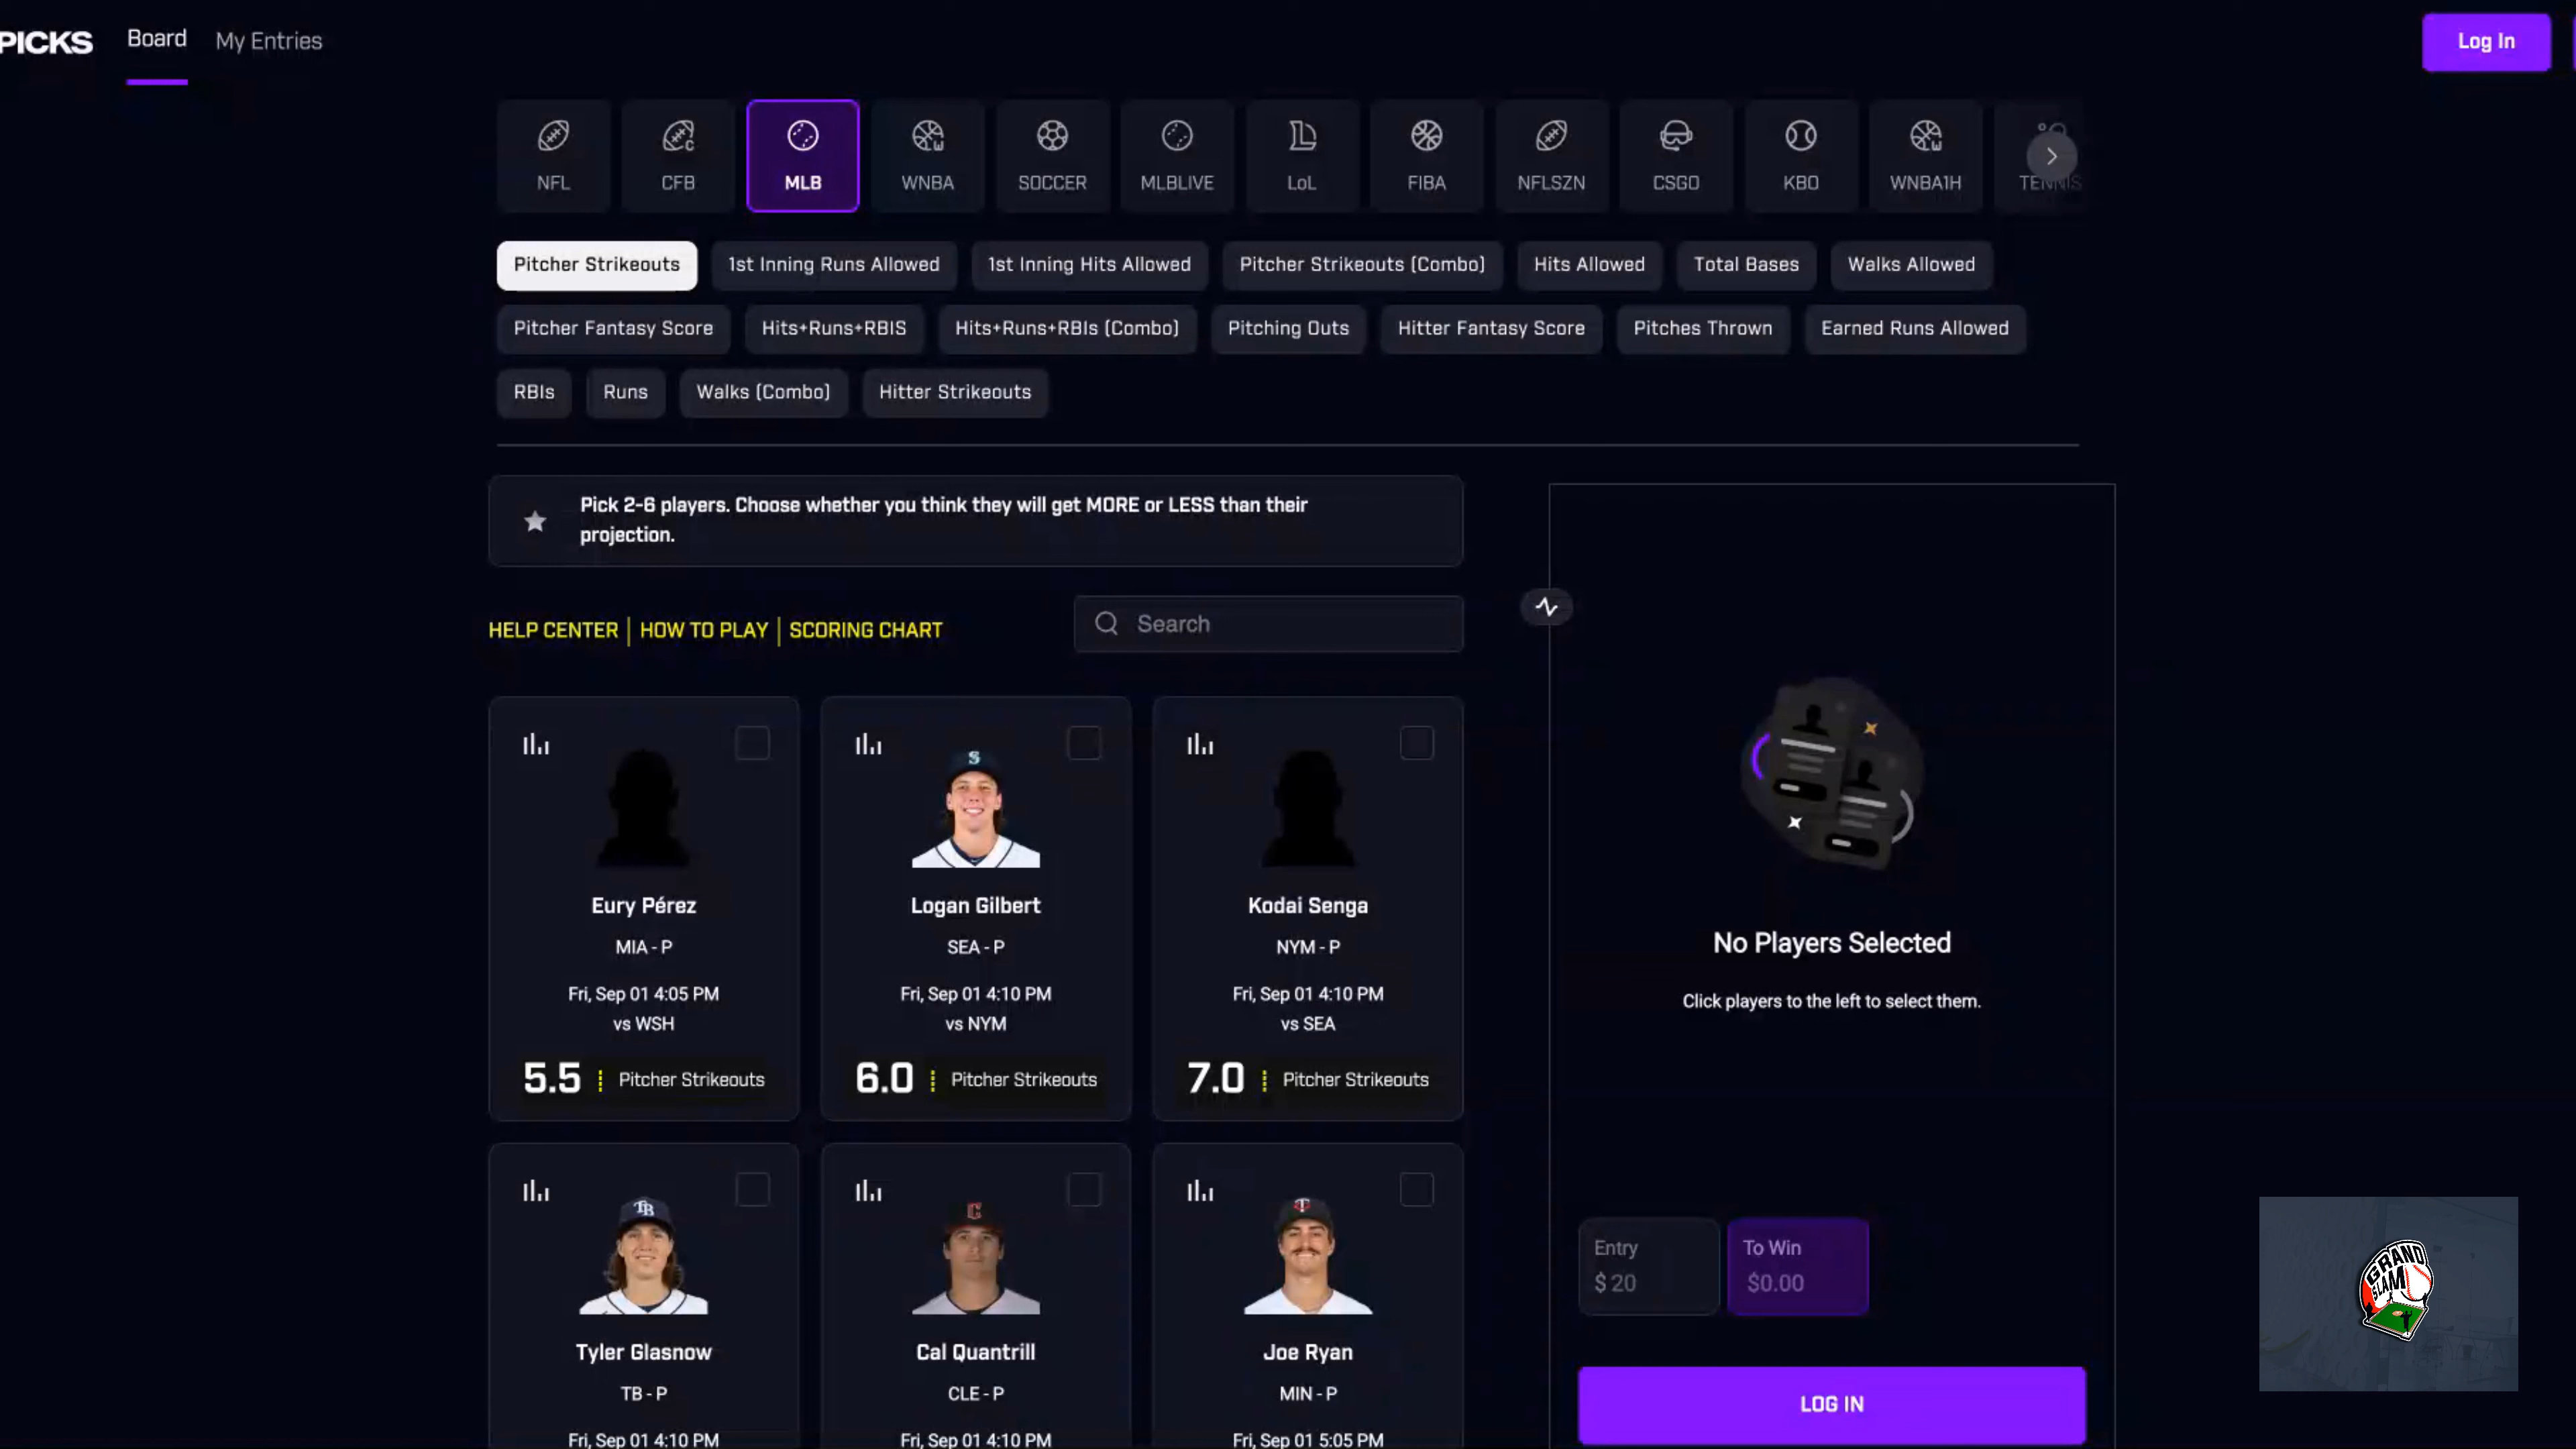 PICKS
Board
My Entries
Log In
NFL
CFB
MLB
WNBA
SOCCER
MLBLIVE
LoL
FIBA
NFLSZN
CSGO
KBO
WNBA1H
TENNIS
Pitcher Strikeouts
1st Inning Runs Allowed
1st Inning Hits Allowed
Pitcher Strikeouts (Combo)
Hits Allowed
Total Bases
Walks Allowed
Pitcher Fantasy Score
Hits+Runs+RBIS
Hits+Runs+RBIs (Combo)
Pitching Outs
Hitter Fantasy Score
Pitches Thrown
Earned Runs Allowed
RBIs
Runs
Walks (Combo)
Hitter Strikeouts
Pick 2-6 players. Choose whether you think they will get MORE or LESS than their
projection.
HELP CENTER | HOW TO PLAY | SCORING CHART
Search
S
Eury Pérez
MIA - P
Fri, Sep 01 4:05 PM
vs WSH
5.5
Pitcher Strikeouts
Logan Gilbert
SEA - P
Fri, Sep 01 4:10 PM
vs NYM
6.0
Pitcher Strikeouts
Kodai Senga
NYM - P
Fri, Sep 01 4:10 PM
vs SEA
7.0
Pitcher Strikeouts
TB
Tyler Glasnow
TB - P
Fri, Sep 01 4:10 PM
C
Cal Quantrill
CLE - P
Fri, Sep 01 4:10 PM
Joe Ryan
MIN - P
Fri, Sep 01 5:05 PM
No Players Selected
Click players to the left to select them.
Entry
$ 20
To Win
$0.00
LOG IN
GRAND
SLAM